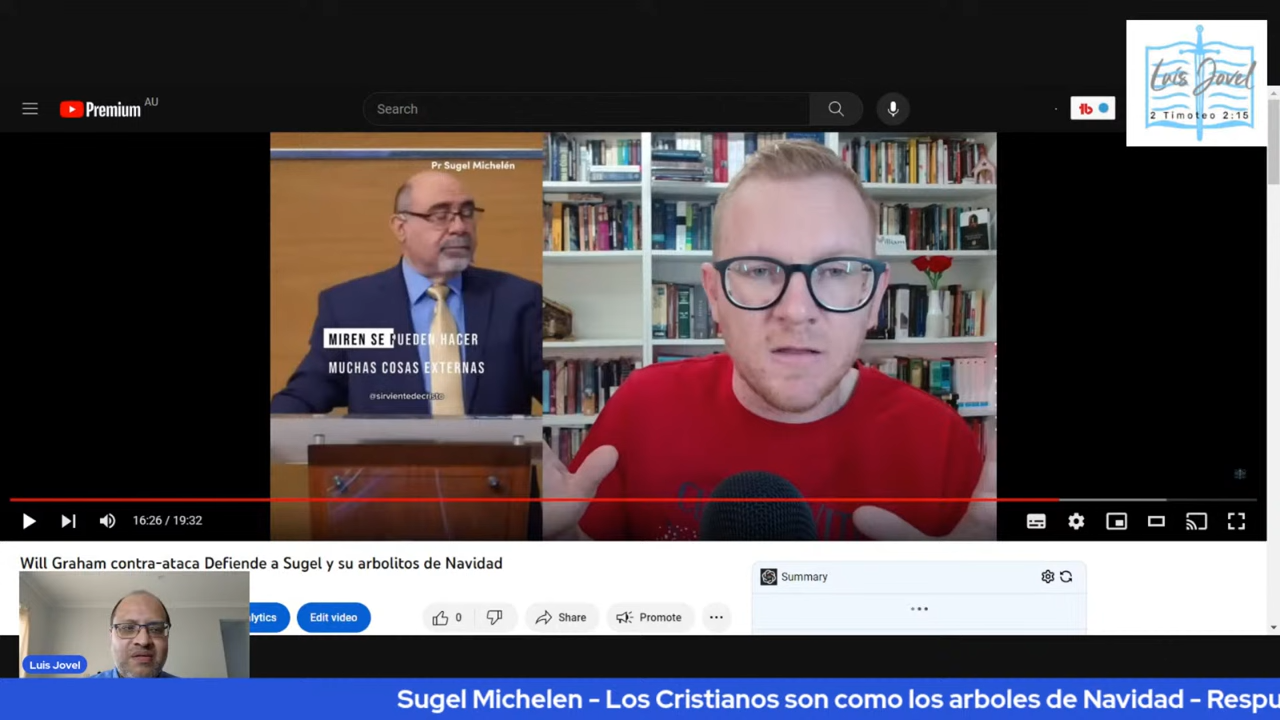 Luis Jovel
2 Timoteo 2:15
Premium AU
Search
Pr Sugel Michelén
MIREN SE PUEDEN HACER
MUCHAS COSAS EXTERNAS
@sirvientedecristo
16:26 / 19:32
Will Graham contra-ataca Defiende a Sugel y su arbolitos de Navidad
Summary
lytics
Edit video
0
Share
Promote
Luis Jovel
Sugel Michelen - Los Cristianos son como los arboles de Navidad - Respu